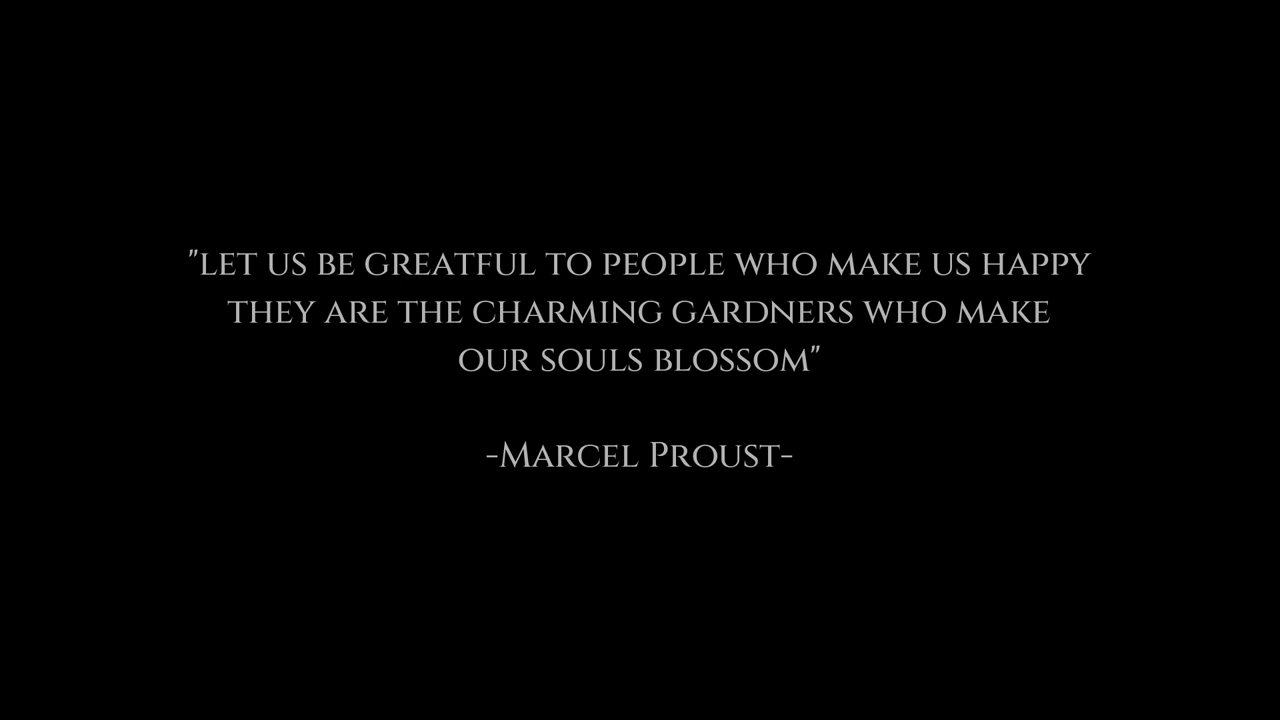 "LET US BE GREATFUL TO PEOPLE WHO MAKE US HAPPY
THEY ARE THE CHARMING GARDNERS WHO MAKE
OUR SOULS BLOSSOM"
-MARCEL PROUST-